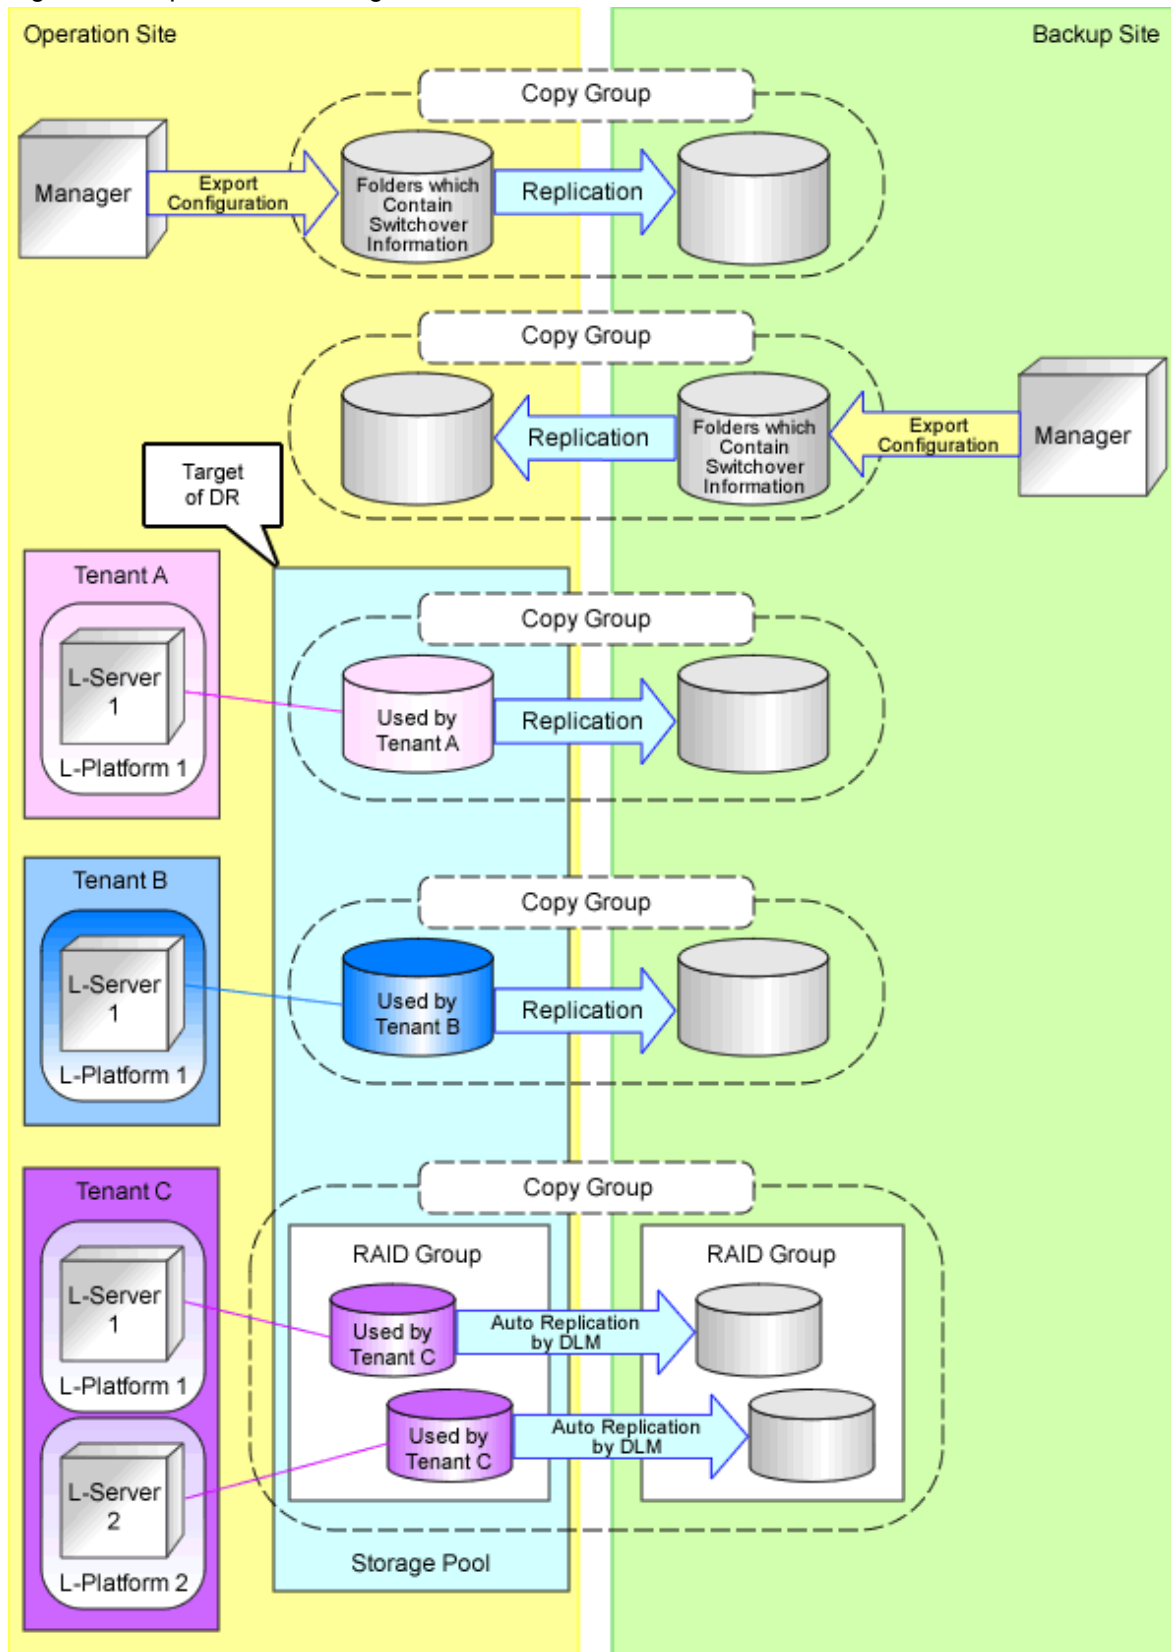 Operation Site
Backup Site
Copy Group
Manager
Export
Configuration
Folders which
Contain
Switchover
Information
Replication
Copy Group
Replication
Folders which
Contain
Switchover
Information
Export
Configuration
Manager
Target
of DR
Tenant A
L-Server
1
L-Platform 1
Copy Group
Used by
Tenant A
Replication
Tenant B
L-Server
1
L-Platform 1
Copy Group
Used by
Tenant B
Replication
Tenant C
L-Server
1
L-Platform 1
L-Server
2
L-Platform 2
Copy Group
RAID Group
RAID Group
Used by
Tenant C
Auto Replication
by DLM
Used by
Tenant C
Auto Replication
by DLM
Storage Pool